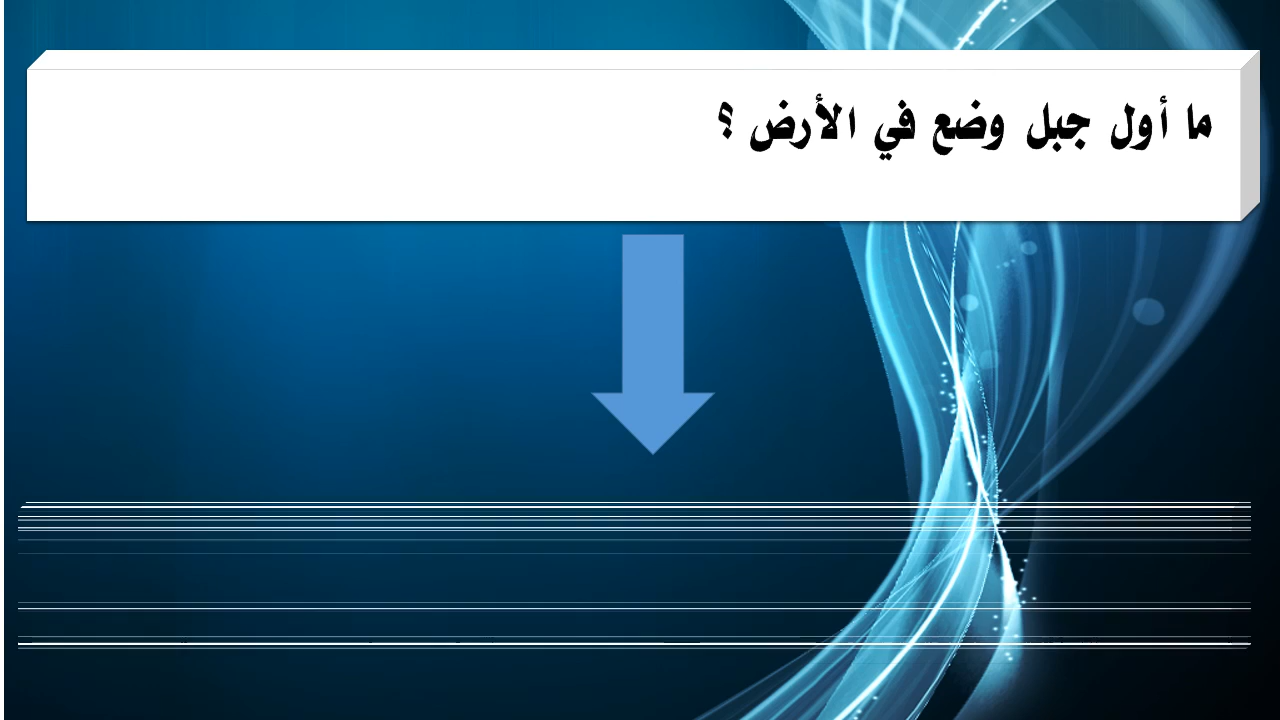 ما أول جبل وضع في الأرض ؟